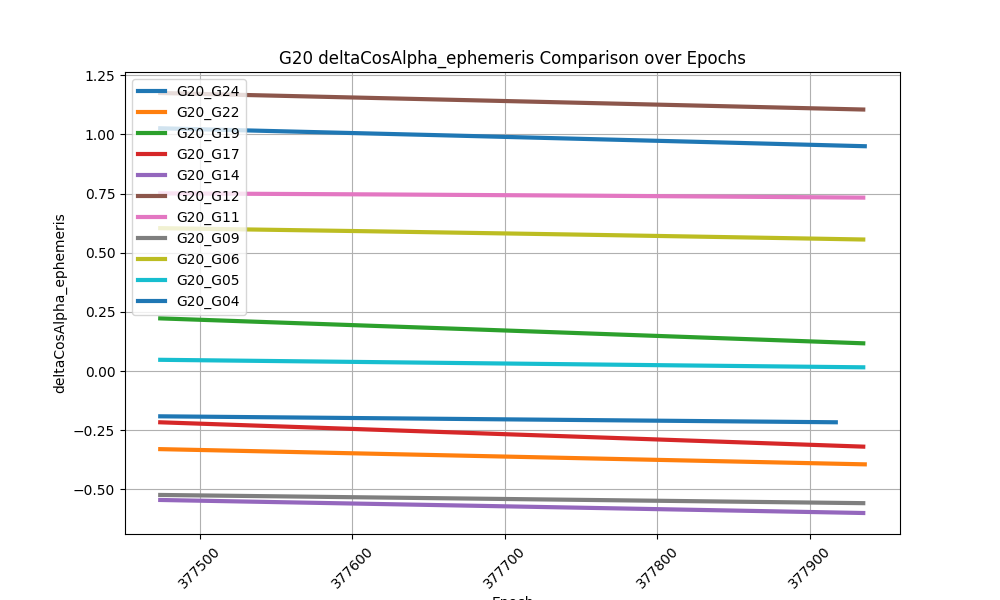 G20 deltaCosAlpha_ephemeris Comparison over Epochs
deltaCosAlpha_ephemeris
1.25
1.00
0.75
0.50
0.25
0.00
−0.25
−0.50
G20_G24
G20_G22
G20_G19
G20_G17
G20_G14
G20_G12
G20_G11
G20_G09
G20_G06
G20_G05
G20_G04
377500
377600
377700
377800
377900
Epoch